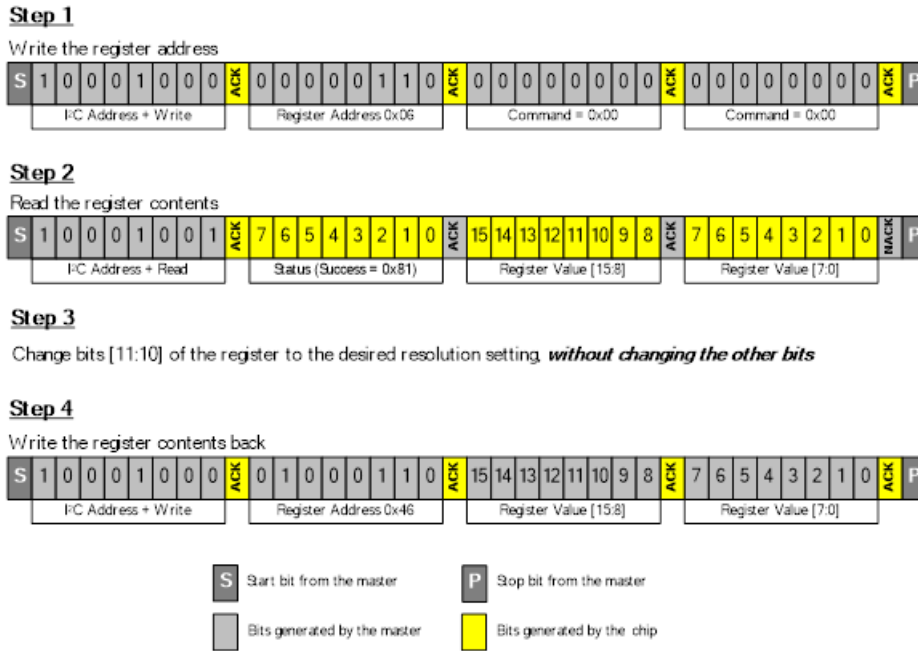 Step 1
Write the register address
S 1 0 0 0 1 0 0 0 ACK 0 0 0 0 0 1 1 0 ACK 0 0 0 0 0 0 0 0 ACK 0 0 0 0 0 0 0 0 ACK P
I²C Address + Write Register Address 0x06 Command = 0x00 Command = 0x00
Step 2
Read the register contents
S 1 0 0 0 1 0 0 1 ACK 7 6 5 4 3 2 1 0 ACK 15 14 13 12 11 10 9 8 ACK 7 6 5 4 3 2 1 0 NACK P
I²C Address + Read Status (Success = 0x81) Register Value [15:8] Register Value [7:0]
Step 3
Change bits [11:10] of the register to the desired resolution setting, without changing the other bits
Step 4
Write the register contents back
S 1 0 0 0 1 0 0 0 ACK 0 1 0 0 0 1 1 0 ACK 15 14 13 12 11 10 9 8 ACK 7 6 5 4 3 2 1 0 ACK P
I²C Address + Write Register Address 0x46 Register Value [15:8] Register Value [7:0]
S Start bit from the master P Stop bit from the master
Bits generated by the master Bits generated by the chip